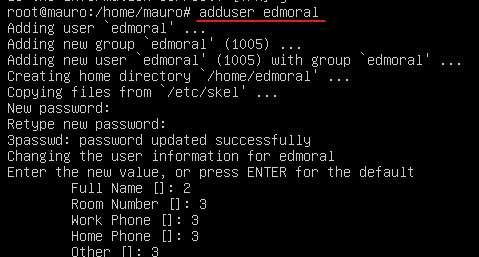 root@mauro:/home/mauro# adduser edmoral
Adding user `edmoral' ...
Adding new group `edmoral' (1005) ...
Adding new user `edmoral' (1005) with group `edmoral' ...
Creating home directory `/home/edmoral' ...
Copying files from `/etc/skel' ...
New password:
Retype new password:
3passwd: password updated successfully
Changing the user information for edmoral
Enter the new value, or press ENTER for the default
Full Name []: 2
Room Number []: 3
Work Phone []: 3
Home Phone []: 3
Other []: 3